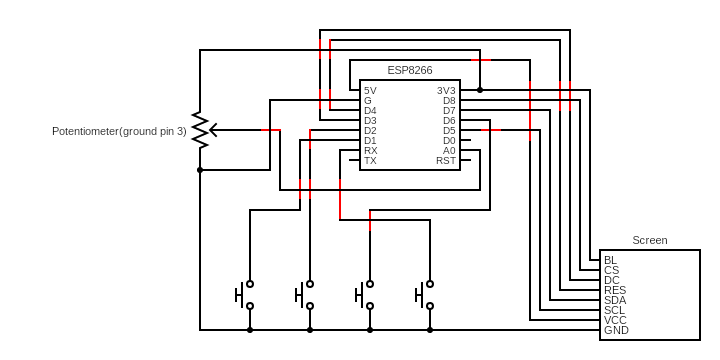 ESP8266
5V
G
D4
D3
D2
D1
RX
TX
3V3
D8
D7
D6
D5
D0
A0
RST
Potentiometer(ground pin 3)
Screen
BL
CS
DC
RES
SDA
SCL
VCC
GND